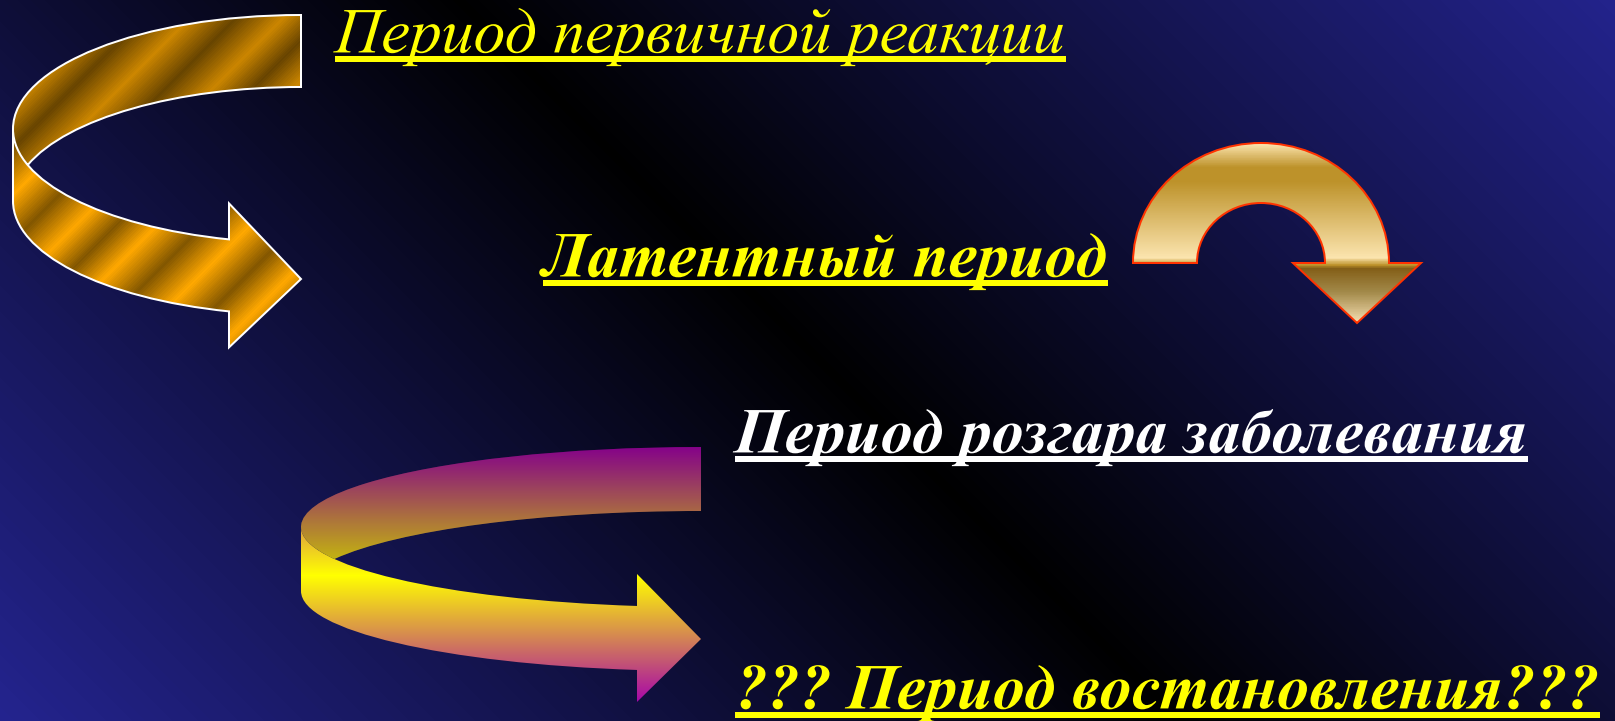 Период первичной реакции
Латентный период
Период розгара заболевания
??? Период востановления???